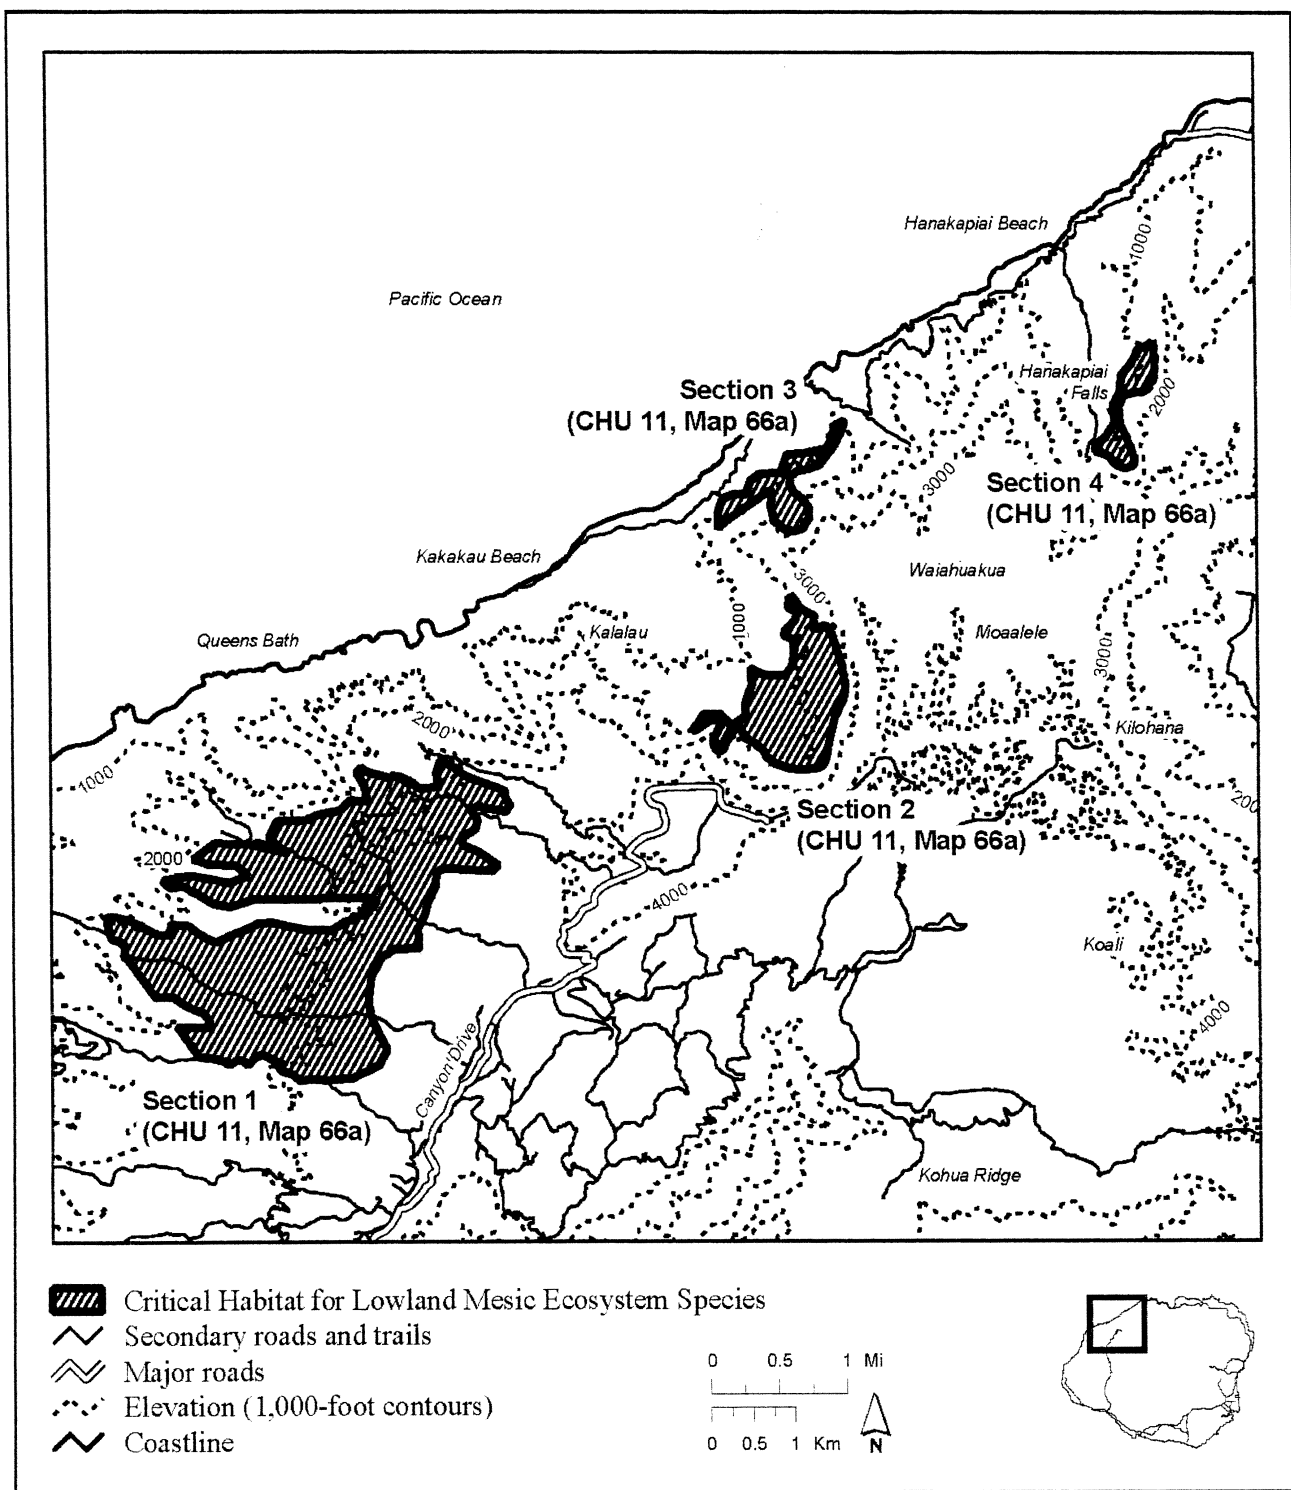 Hanakapiai Beach
1000
Pacific Ocean
Section 3
(CHU 11, Map 66a)
Hanakapiai
Falls
2000
3000
Section 4
(CHU 11, Map 66a)
Kakakau Beach
3000
Waiahuakua
1000
Queens Bath
Kalalau
Moaalele
3000
2000
Kilohana
1000
200
Section 2
(CHU 11, Map 66a)
2000
4000
Koali
4000
Canyon Drive
Section 1
(CHU 11, Map 66a)
Kohua Ridge
Critical Habitat for Lowland Mesic Ecosystem Species
Secondary roads and trails
Major roads
Elevation (1,000-foot contours)
Coastline
0 0.5 1 Mi
0 0.5 1 Km
N